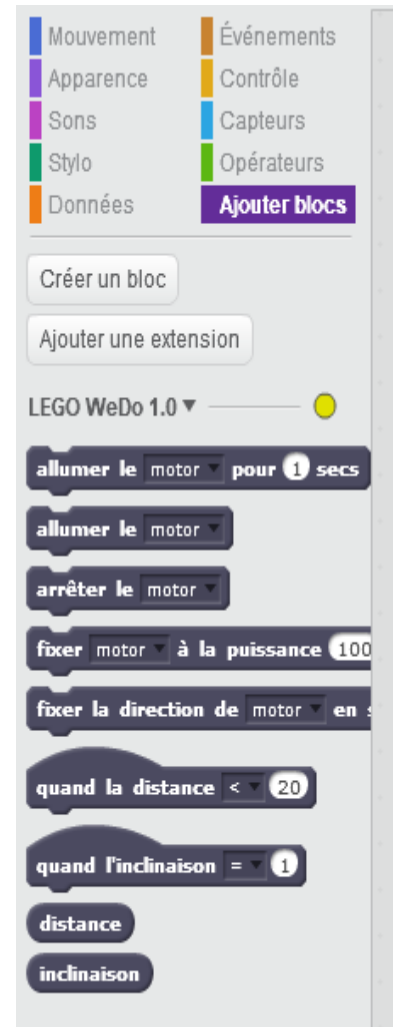 Mouvement Événements
Apparence Contrôle
Sons Capteurs
Stylo Opérateurs
Données Ajouter blocs
Créer un bloc
Ajouter une extension
LEGO WeDo 1.0
allumer le motor pour 1 secs
allumer le motor
arrêter le motor
fixer motor à la puissance 100
fixer la direction de motor en
quand la distance < 20
quand l'inclinaison = 1
distance
inclinaison